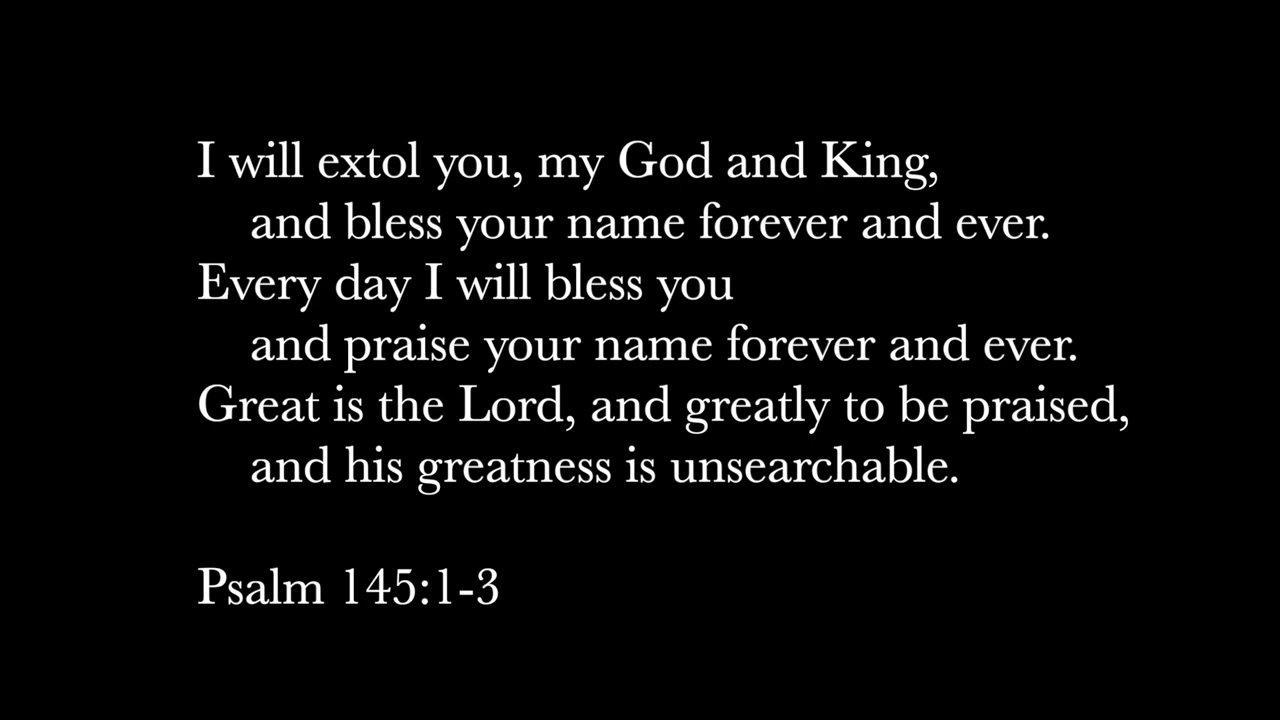 I will extol you, my God and King,
and bless your name forever and ever.
Every day I will bless you
and praise your name forever and ever.
Great is the Lord, and greatly to be praised,
and his greatness is unsearchable.
Psalm 145:1-3